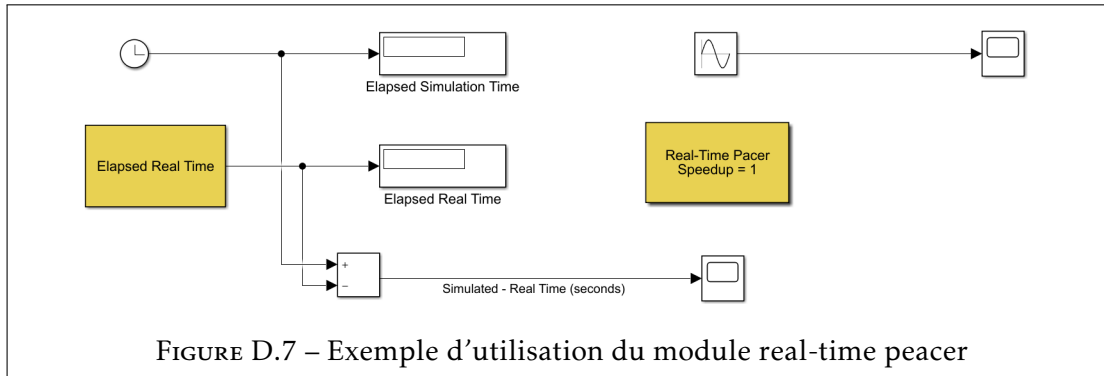 Elapsed Simulation Time
Elapsed Real Time
Real-Time Pacer
Speedup = 1
Elapsed Real Time
+
−
Simulated - Real Time (seconds)
FIGURE D.7 – Exemple d'utilisation du module real-time peacer